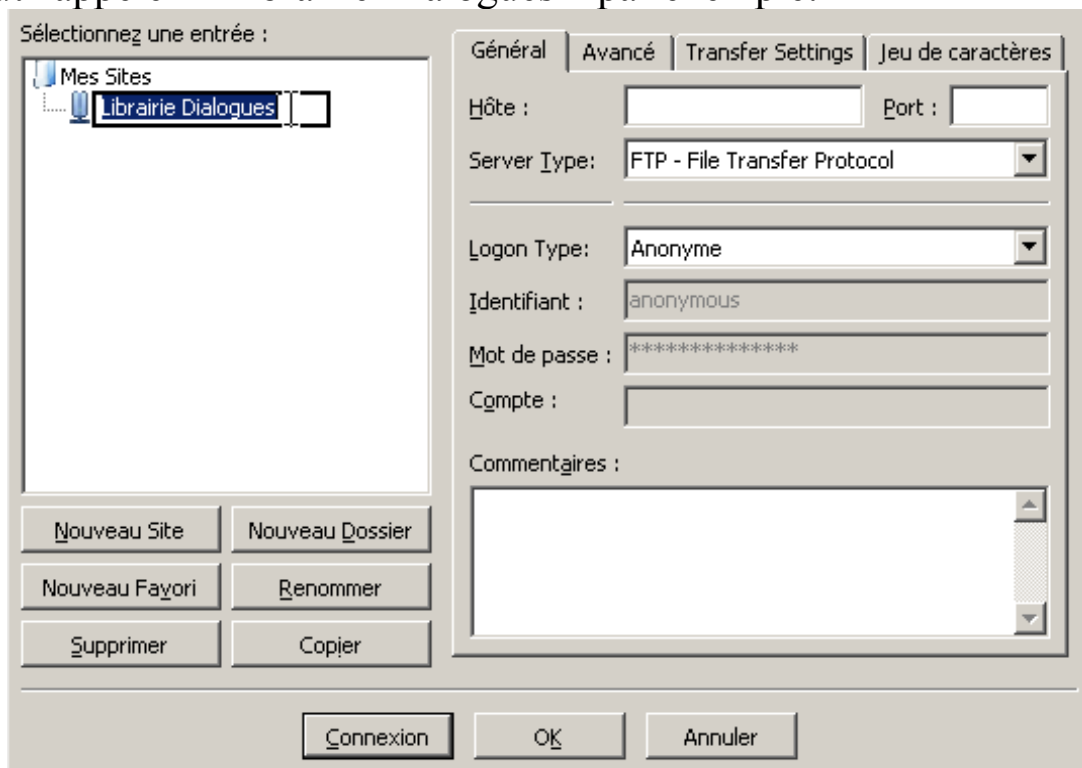 Sélectionnez une entrée :
Mes Sites
Librairie Dialogues
Nouveau Site
Nouveau Dossier
Nouveau Favori
Renommer
Supprimer
Copier
Général
Avancé
Transfer Settings
Jeu de caractères
Hôte :
Port :
Server Type:
FTP - File Transfer Protocol
Logon Type:
Anonyme
Identifiant :
anonymous
Mot de passe :
**************
Compte :
Commentaires :
Connexion
OK
Annuler